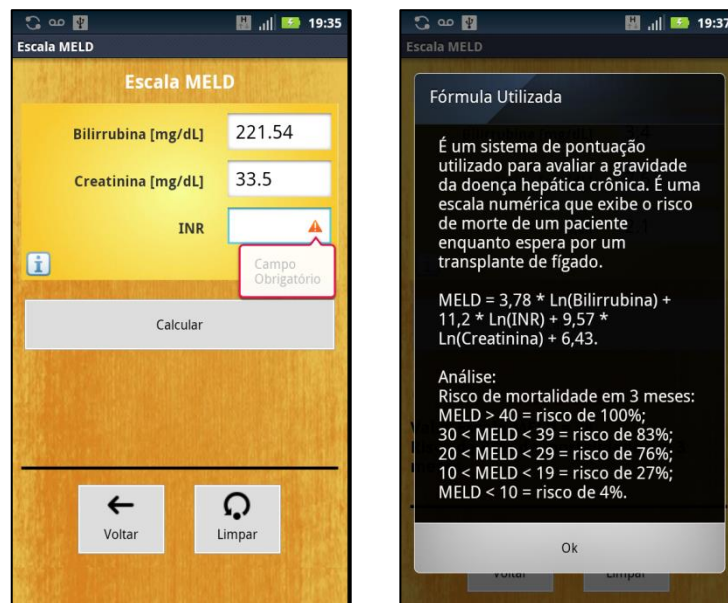 19:35
Escala MELD
Escala MELD
Bilirrubina [mg/dL]
221.54
Creatinina [mg/dL]
33.5
INR
Campo
Obrigatório
Calcular
Voltar
Limpar
19:37
Escala MELD
Fórmula Utilizada
É um sistema de pontuação
utilizado para avaliar a gravidade
da doença hepática crônica. É uma
escala numérica que exibe o risco
de morte de um paciente
enquanto espera por um
transplante de fígado.
MELD = 3,78 * Ln(Bilirrubina) +
11,2 * Ln(INR) + 9,57 *
Ln(Creatinina) + 6,43.
Análise:
Risco de mortalidade em 3 meses:
MELD > 40 = risco de 100%;
30 < MELD < 39 = risco de 83%;
20 < MELD < 29 = risco de 76%;
10 < MELD < 19 = risco de 27%;
MELD < 10 = risco de 4%.
Ok
Voltar
Limpar